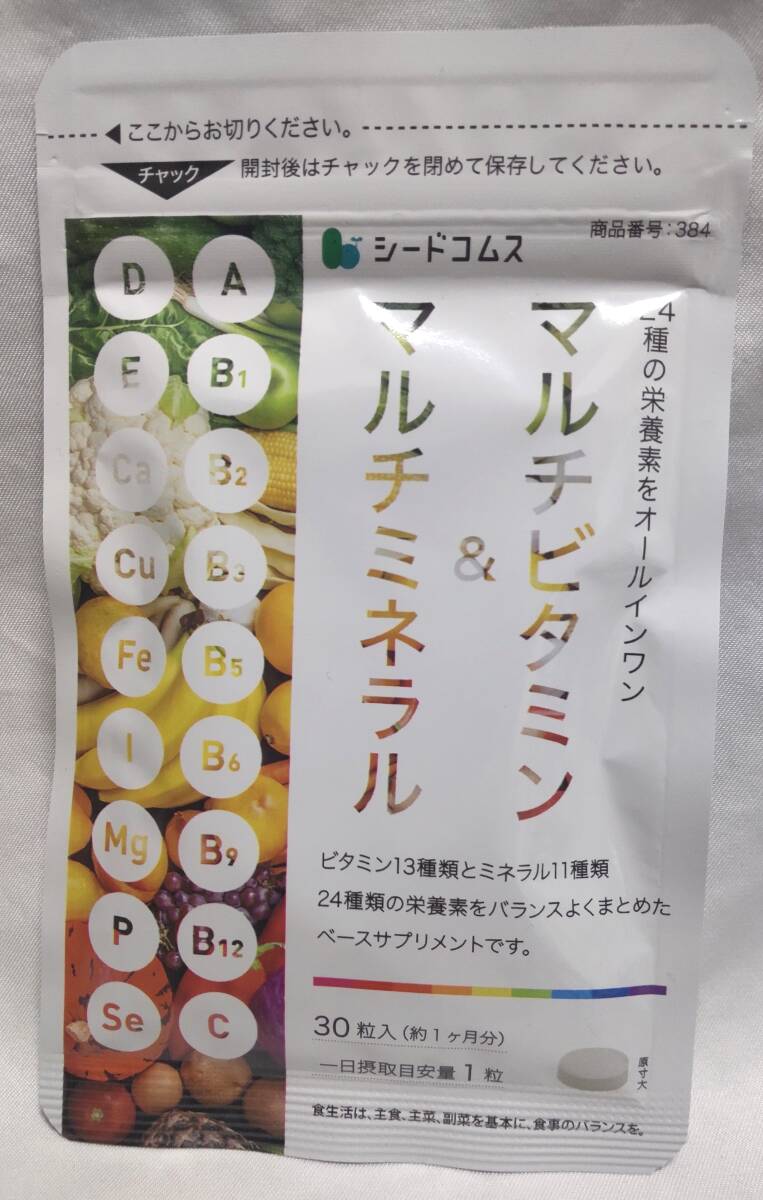 ここからお切りください。
チャック
開封後はチャックを閉めて保存してください。
シードコムス
商品番号:384
24種の栄養素をオールインワン
マルチビタミン
&
マルチミネラル
D A
E B1
Ca B2
Cu B3
Fe B5
I B6
Mg B9
P B12
Se C
ビタミン13種類とミネラル11種類
24種類の栄養素をバランスよくまとめた
ベースサプリメントです。
30粒入(約1ヶ月分)
一日摂取目安量 1粒
原寸大
食生活は、主食、主菜、副菜を基本に、食事のバランスを。